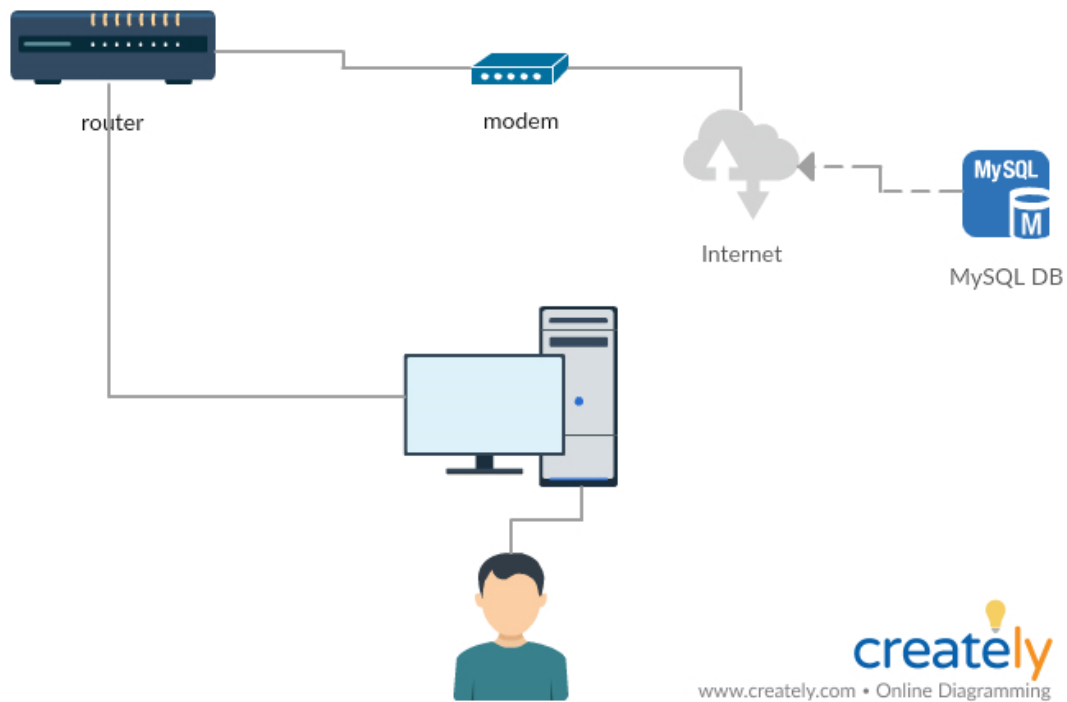 router
modem
MySQL
M
Internet
MySQL DB
creately
www.creately.com • Online Diagramming